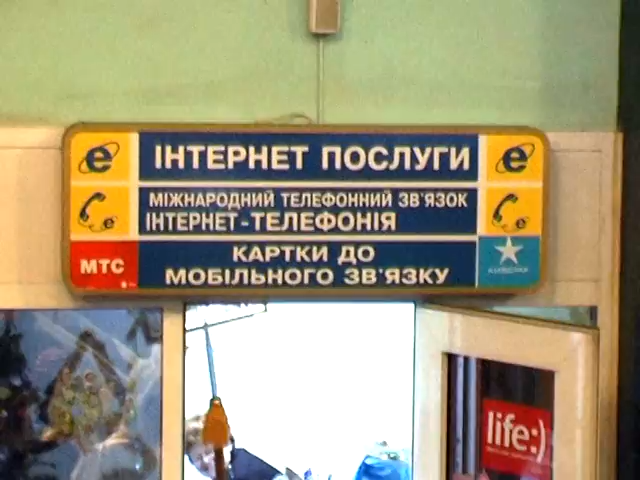 ІНТЕРНЕТ ПОСЛУГИ
МІЖНАРОДНИЙ ТЕЛЕФОННИЙ ЗВ'ЯЗОК
ІНТЕРНЕТ-ТЕЛЕФОНІЯ
МТС
КАРТКИ ДО
МОБІЛЬНОГО ЗВ'ЯЗКУ
life:)